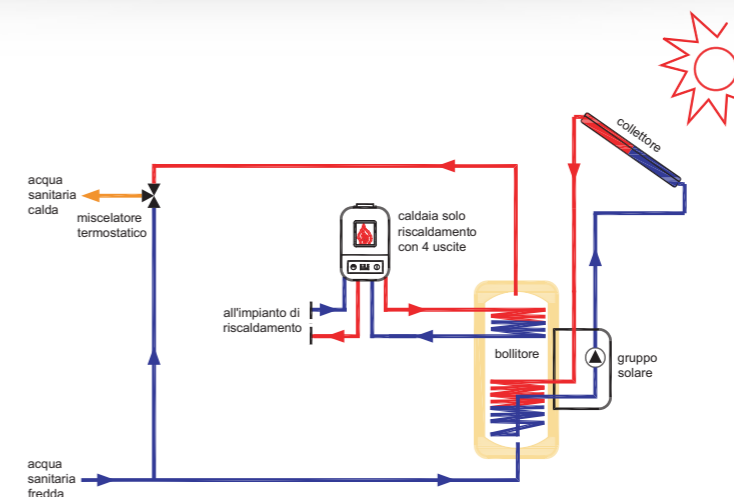 collettore
acqua
sanitaria
calda
miscelatore
termostatico
caldaia solo
riscaldamento
con 4 uscite
all'impianto di
riscaldamento
bollitore
gruppo
solare
acqua
sanitaria
fredda